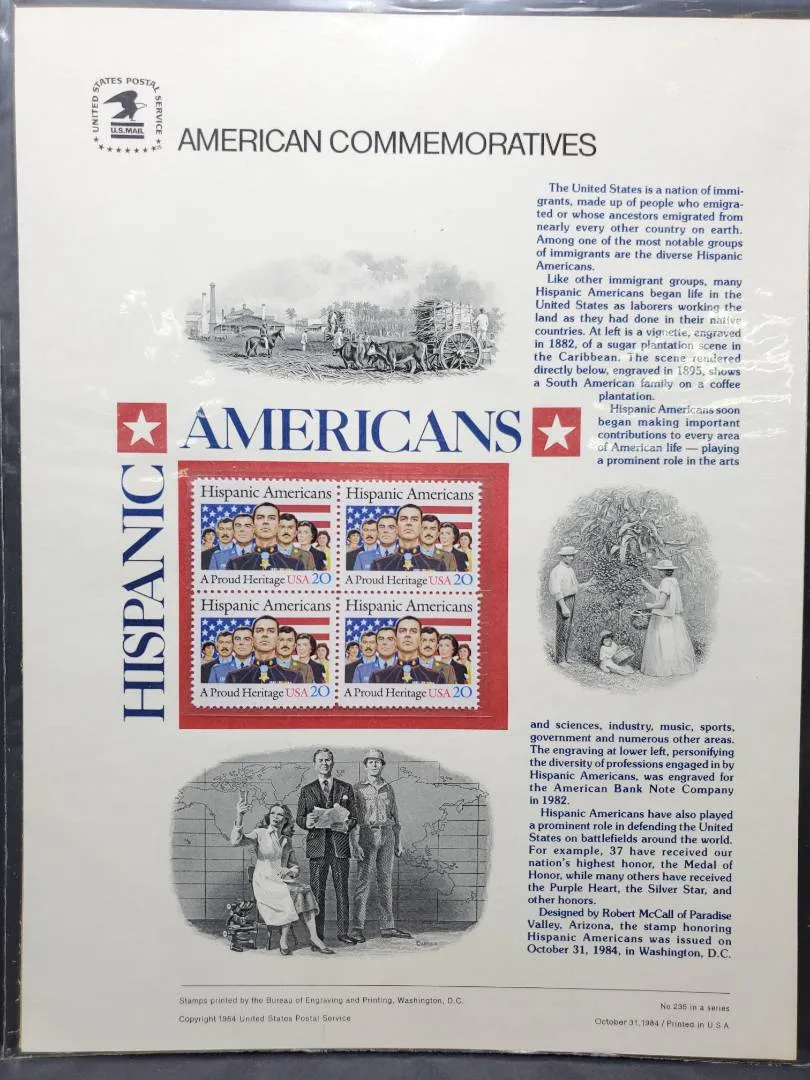 UNITED STATES POSTAL SERVICE
U.S.MAIL
AMERICAN COMMEMORATIVES
The United States is a nation of immi-
grants, made up of people who emigra-
ted or whose ancestors emigrated from
nearly every other country on earth.
Among one of the most notable groups
of immigrants are the diverse Hispanic
Americans.
Like other immigrant groups, many
Hispanic Americans began life in the
United States as laborers working the
land as they had done in their native
countries. At left is a vignette, engraved
in 1882, of a sugar plantation scene in
the Caribbean. The scene rendered
directly below, engraved in 1895, shows
a South American family on a coffee
plantation.
Hispanic Americans soon
began making important
contributions to every area
of American life — playing
a prominent role in the arts
HISPANIC
AMERICANS
Hispanic Americans
A Proud Heritage USA 20
Hispanic Americans
A Proud Heritage USA 20
Hispanic Americans
A Proud Heritage USA 20
Hispanic Americans
A Proud Heritage USA 20
and sciences, industry, music, sports,
government and numerous other areas.
The engraving at lower left, personifying
the diversity of professions engaged in by
Hispanic Americans, was engraved for
the American Bank Note Company
in 1982.
Hispanic Americans have also played
a prominent role in defending the United
States on battlefields around the world.
For example, 37 have received our
nation's highest honor, the Medal of
Honor, while many others have received
the Purple Heart, the Silver Star, and
other honors.
Designed by Robert McCall of Paradise
Valley, Arizona, the stamp honoring
Hispanic Americans was issued on
October 31, 1984, in Washington, D.C.
Stamps printed by the Bureau of Engraving and Printing, Washington, D.C.
Copyright 1984 United States Postal Service
No. 236 in a series
October 31, 1984 / Printed in U.S.A.